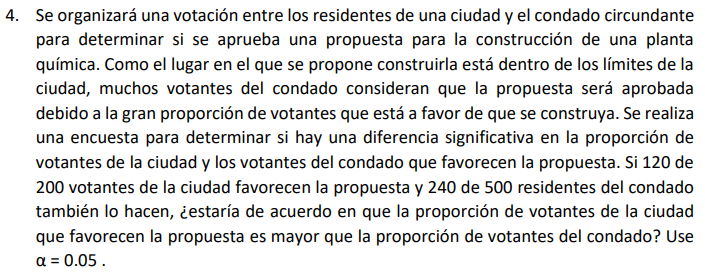 4. Se organizará una votación entre los residentes de una ciudad y el condado circundante
para determinar si se aprueba una propuesta para la construcción de una planta
química. Como el lugar en el que se propone construirla está dentro de los límites de la
ciudad, muchos votantes del condado consideran que la propuesta será aprobada
debido a la gran proporción de votantes que está a favor de que se construya. Se realiza
una encuesta para determinar si hay una diferencia significativa en la proporción de
votantes de la ciudad y los votantes del condado que favorecen la propuesta. Si 120 de
200 votantes de la ciudad favorecen la propuesta y 240 de 500 residentes del condado
también lo hacen, ¿estaría de acuerdo en que la proporción de votantes de la ciudad
que favorecen la propuesta es mayor que la proporción de votantes del condado? Use
α = 0.05 .